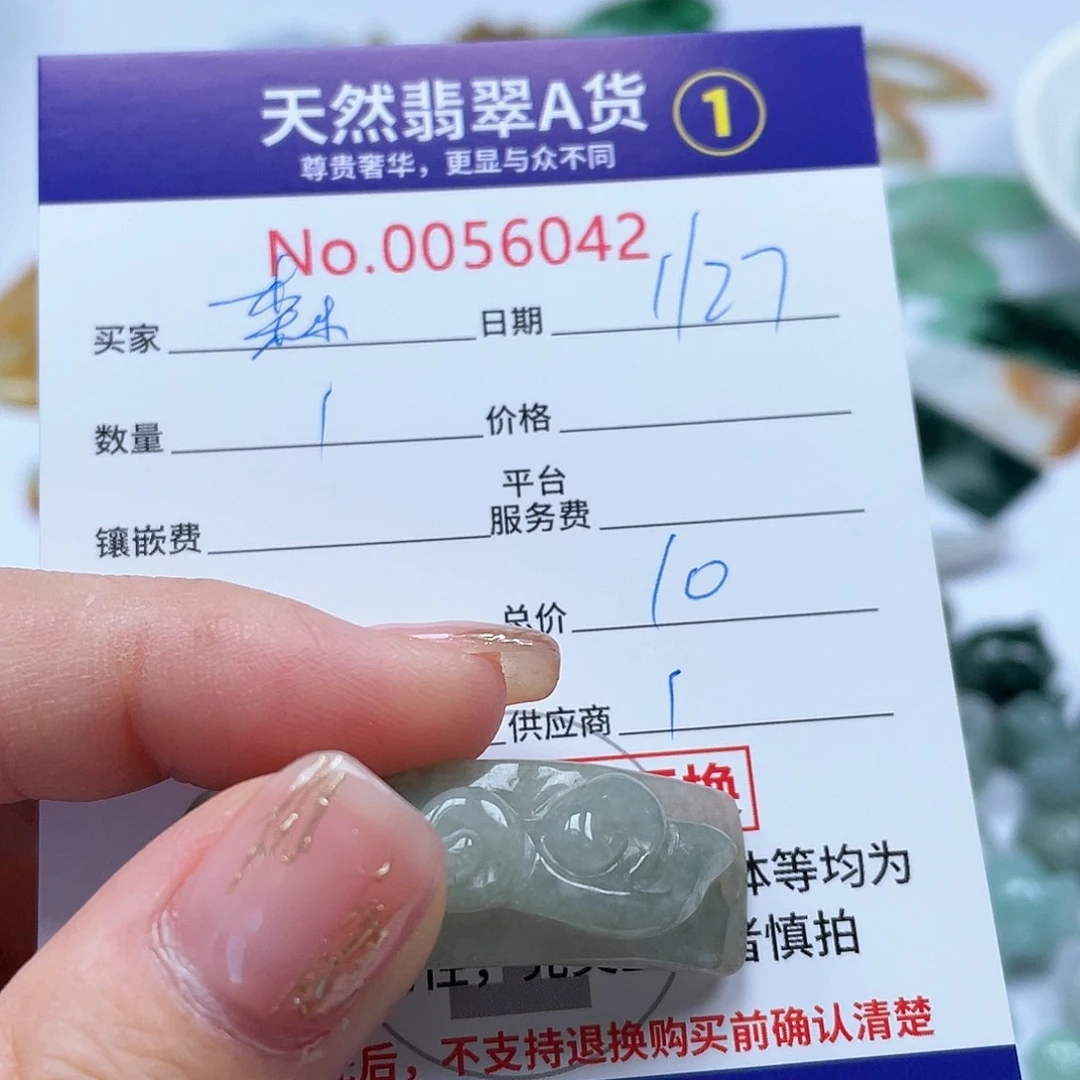 天然翡翠A货 1
尊贵奢华，更显与众不同
No.0056042
买家 森 日期 1/27
数量 1 价格
平台
镶嵌费 服务费
总价 10
供应商 1
换
体等均为
者慎拍
后，不支持退换购买前确认清楚